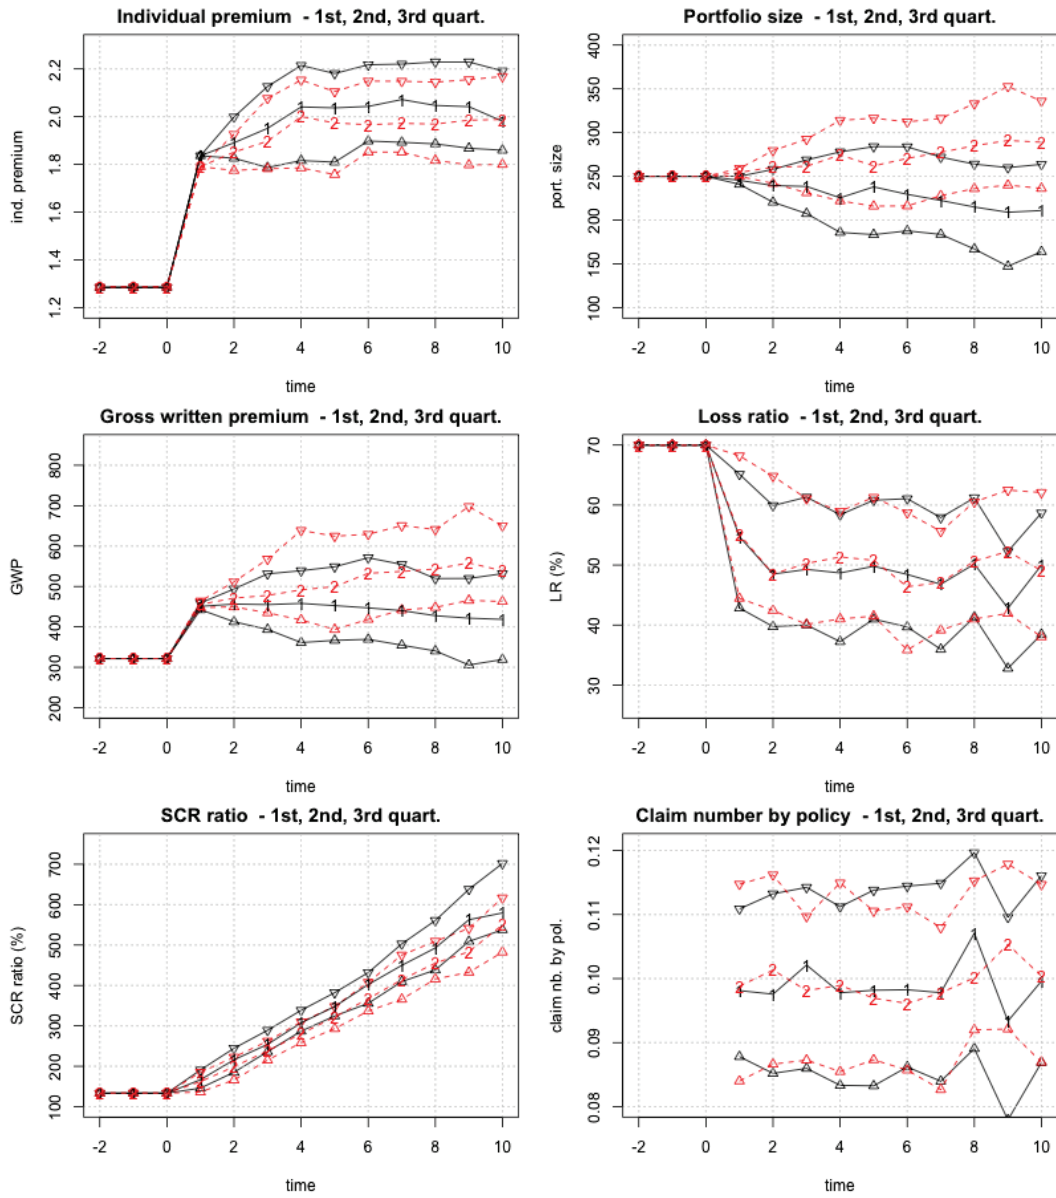 Individual premium - 1st, 2nd, 3rd quart.
ind. premium
2.2
2.0
1.8
1.6
1.4
1.2
-2 0 2 4 6 8 10
time
Portfolio size - 1st, 2nd, 3rd quart.
port. size
400
350
300
250
200
150
100
-2 0 2 4 6 8 10
time
Gross written premium - 1st, 2nd, 3rd quart.
GWP
800
700
600
500
400
300
200
-2 0 2 4 6 8 10
time
Loss ratio - 1st, 2nd, 3rd quart.
LR (%)
70
60
50
40
30
-2 0 2 4 6 8 10
time
SCR ratio - 1st, 2nd, 3rd quart.
SCR ratio (%)
700
600
500
400
300
200
100
-2 0 2 4 6 8 10
time
Claim number by policy - 1st, 2nd, 3rd quart.
claim nb. by pol.
0.12
0.11
0.10
0.09
0.08
-2 0 2 4 6 8 10
time